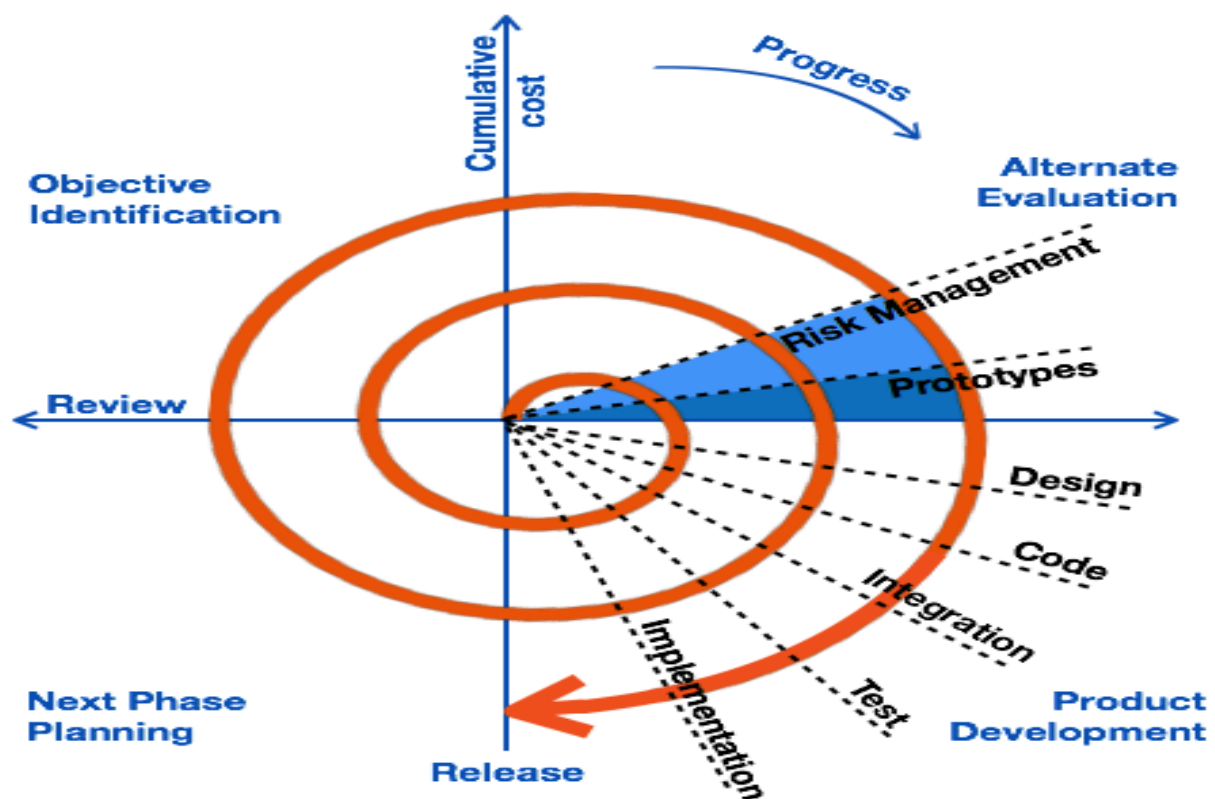 Cumulative
cost
Progress
Objective
Identification
Alternate
Evaluation
Risk Management
Prototypes
Review
Design
Code
Integration
Test
Implementation
Next Phase
Planning
Product
Development
Release